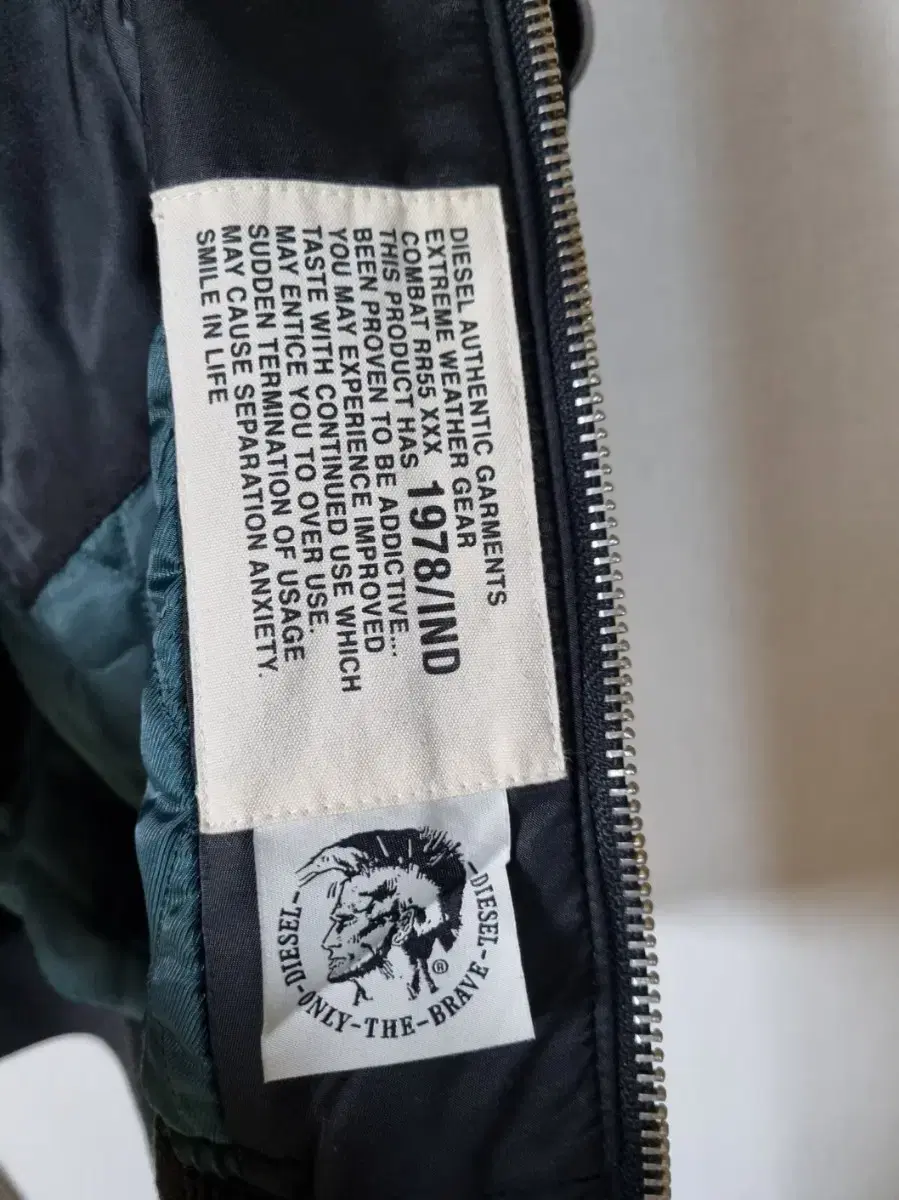 DIESEL AUTHENTIC GARMENTS
EXTREME WEATHER GEAR
COMBAT RR55 XXX 1978/IND
THIS PRODUCT HAS
BEEN PROVEN TO BE ADDICTIVE...
YOU MAY EXPERIENCE IMPROVED
TASTE WITH CONTINUED USE WHICH
MAY ENTICE YOU TO OVER USE.
SUDDEN TERMINATION OF USAGE
MAY CAUSE SEPARATION ANXIETY.
SMILE IN LIFE
-DIESEL-ONLY-THE-BRAVE-DIESEL-
®